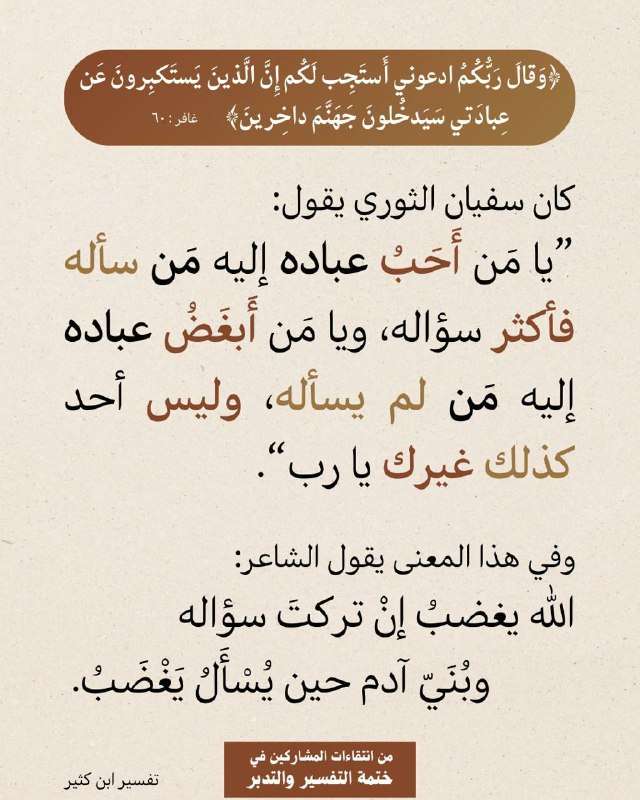 ﴿وَقالَ رَبُّكُمُ ادعوني أَستَجِب لَكُم إِنَّ الَّذينَ يَستَكبِرونَ عَن
عِبادَتي سَيَدخُلونَ جَهَنَّمَ داخِرينَ﴾ غافر : ٦٠
كان سفيان الثوري يقول:
”يا مَن أَحَبُ عباده إليه مَن سأله
فأكثر سؤاله، ويا مَن أَبغَضُ عباده
إليه مَن لم يسأله، وليس أحد
كذلك غيرك يا رب“.
وفي هذا المعنى يقول الشاعر:
الله يغضبُ إنْ تركتَ سؤاله
وبُنَيّ آدم حين يُسْأَلُ يَغْضَبُ.
من انتقاءات المشاركين في
ختمة التفسير والتدبر
تفسير ابن كثير